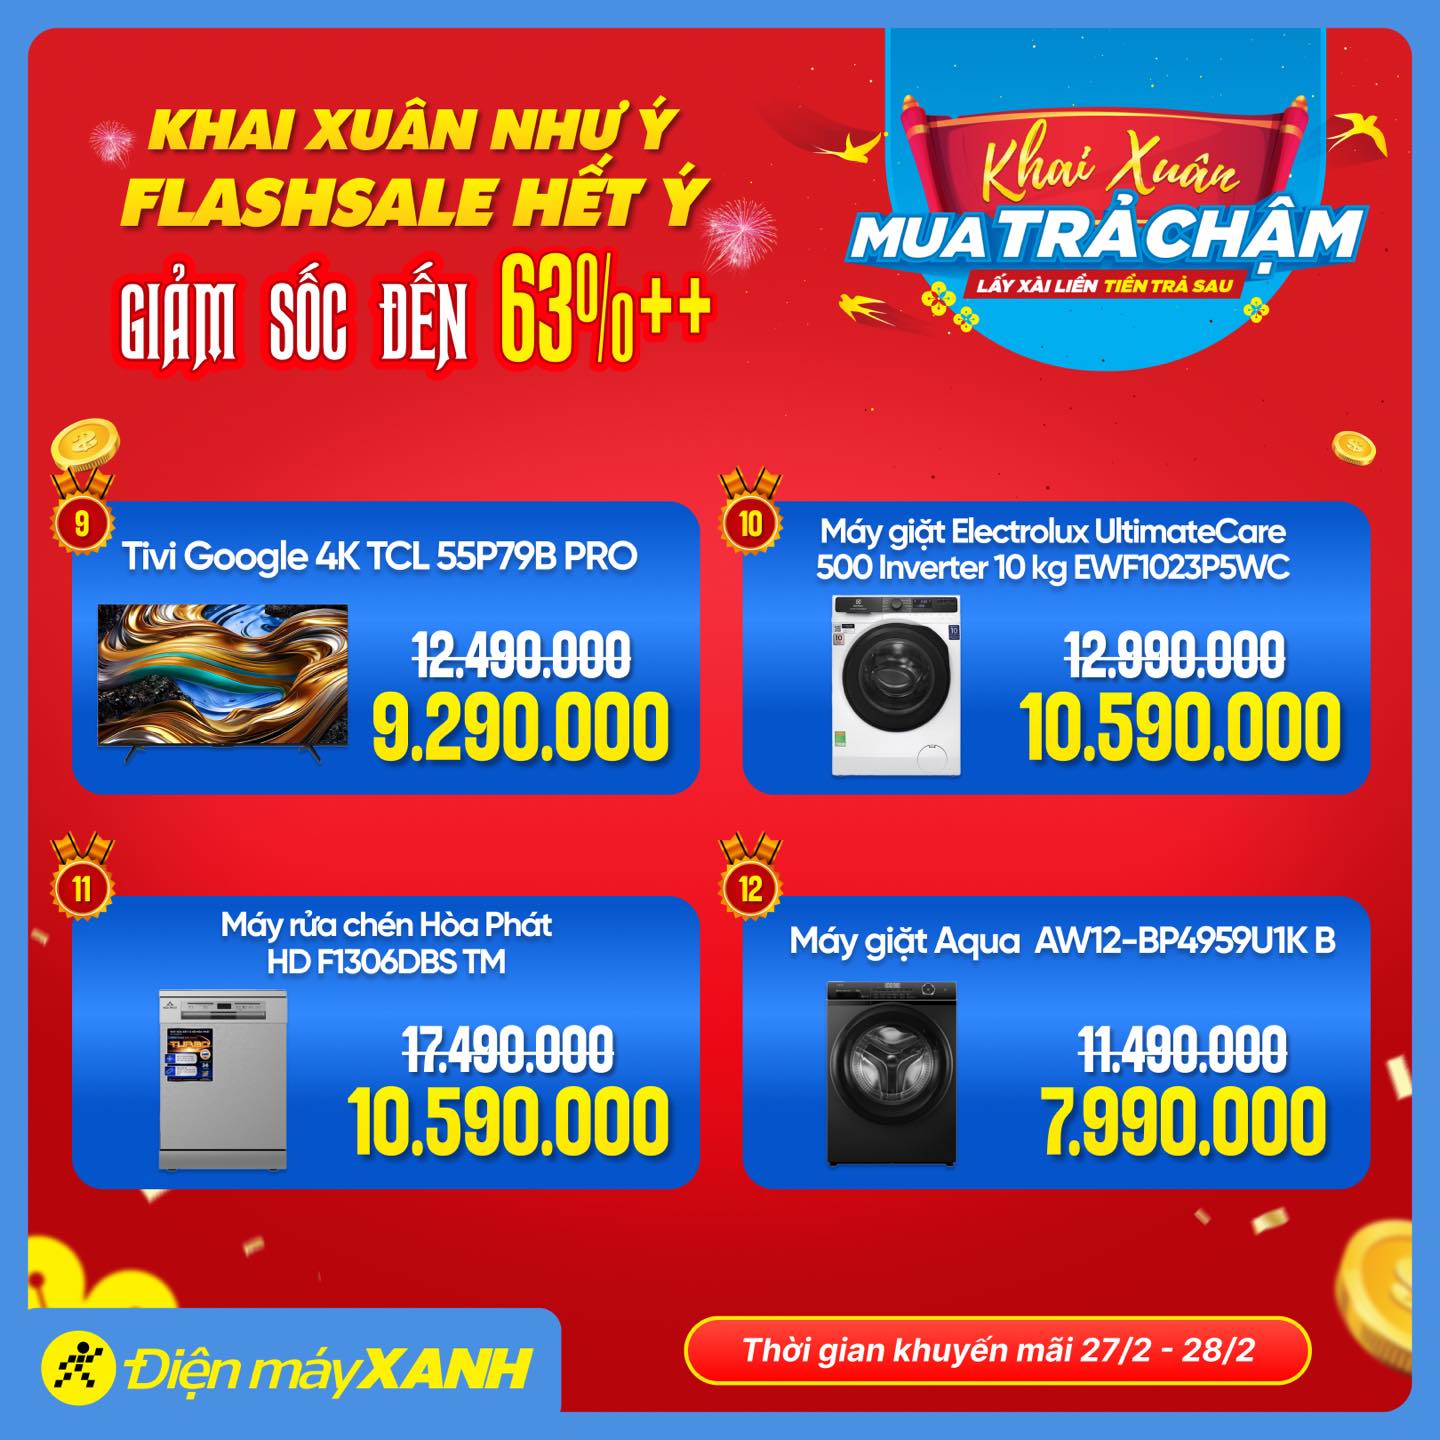 KHAI XUÂN NHƯ Ý
FLASHSALE HẾT Ý
GIẢM SỐC ĐẾN 63%++
Khai Xuân
MUA TRẢ CHẬM
LẤY XÀI LIỀN TIỀN TRẢ SAU
9
Tivi Google 4K TCL 55P79B PRO
12.490.000
9.290.000
10
Máy giặt Electrolux UltimateCare
500 Inverter 10 kg EWF1023P5WC
12.990.000
10.590.000
11
Máy rửa chén Hòa Phát
HD F1306DBS TM
TURBO
17.490.000
10.590.000
12
Máy giặt Aqua AW12-BP4959U1K B
11.490.000
7.990.000
Điện máy XANH
Thời gian khuyến mãi 27/2 - 28/2